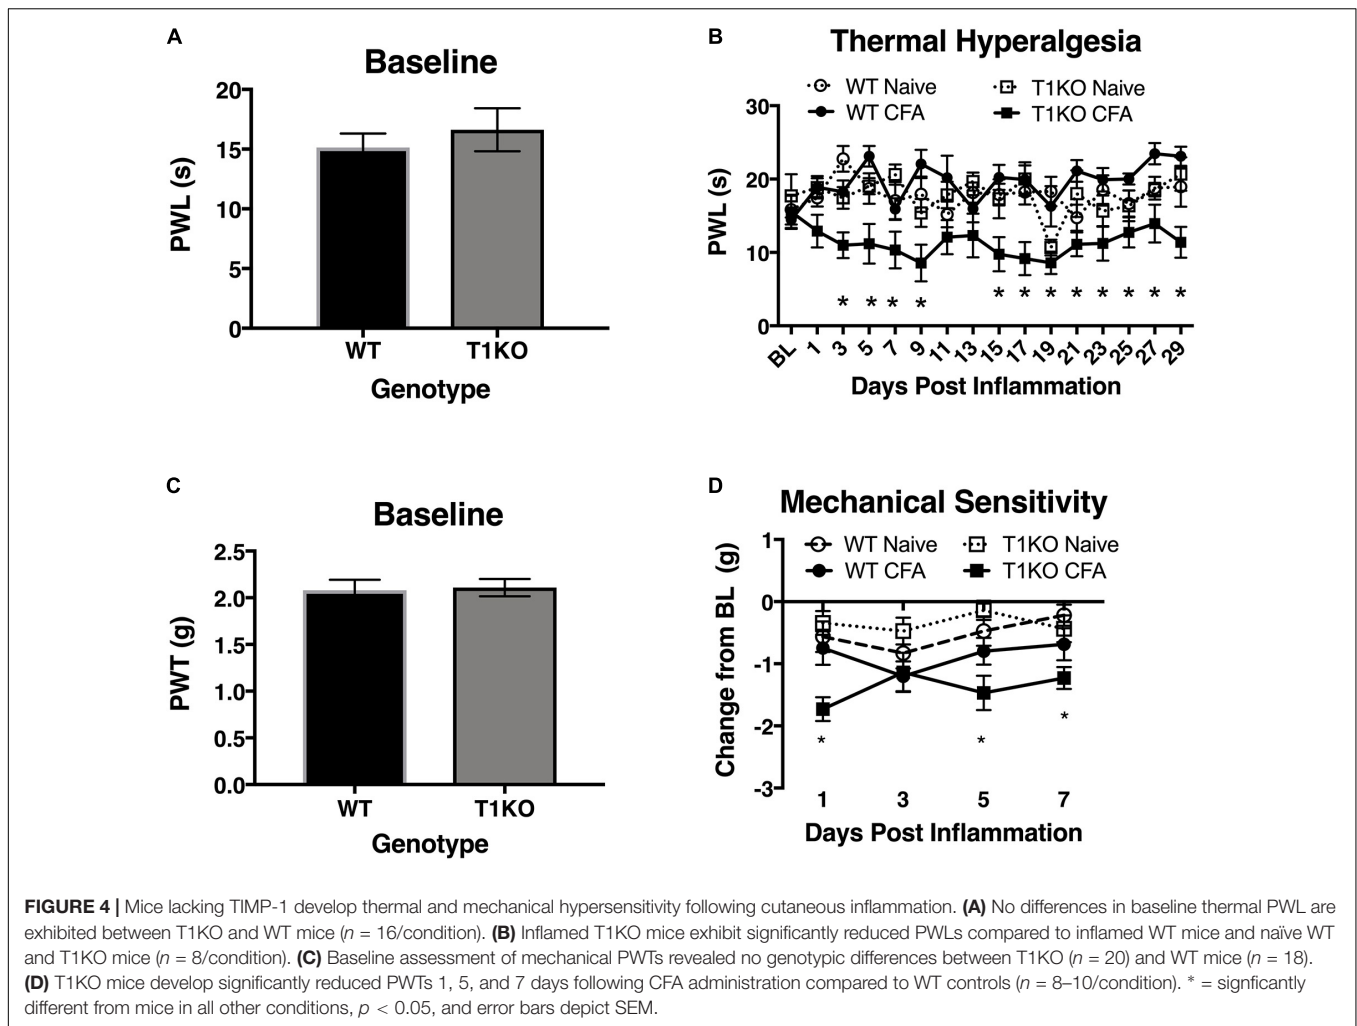 A
Baseline
20
15
10
5
0
PWL (s)
WT
T1KO
Genotype
B
Thermal Hyperalgesia
WT Naive
T1KO Naive
WT CFA
T1KO CFA
30
20
10
0
PWL (s)
* * * * * * * * * * * *
BL 1 3 5 7 9 11 13 15 17 19 21 23 25 27 29
Days Post Inflammation
C
Baseline
2.5
2.0
1.5
1.0
0.5
0.0
PWT (g)
WT
T1KO
Genotype
D
Mechanical Sensitivity
WT Naive
T1KO Naive
WT CFA
T1KO CFA
1
0
-1
-2
-3
Change from BL (g)
* * *
1 3 5 7
Days Post Inflammation
FIGURE 4 | Mice lacking TIMP-1 develop thermal and mechanical hypersensitivity following cutaneous inflammation. (A) No differences in baseline thermal PWL are
exhibited between T1KO and WT mice (n = 16/condition). (B) Inflamed T1KO mice exhibit significantly reduced PWLs compared to inflamed WT mice and naïve WT
and T1KO mice (n = 8/condition). (C) Baseline assessment of mechanical PWTs revealed no genotypic differences between T1KO (n = 20) and WT mice (n = 18).
(D) T1KO mice develop significantly reduced PWTs 1, 5, and 7 days following CFA administration compared to WT controls (n = 8–10/condition). * = signficantly
different from mice in all other conditions, p < 0.05, and error bars depict SEM.